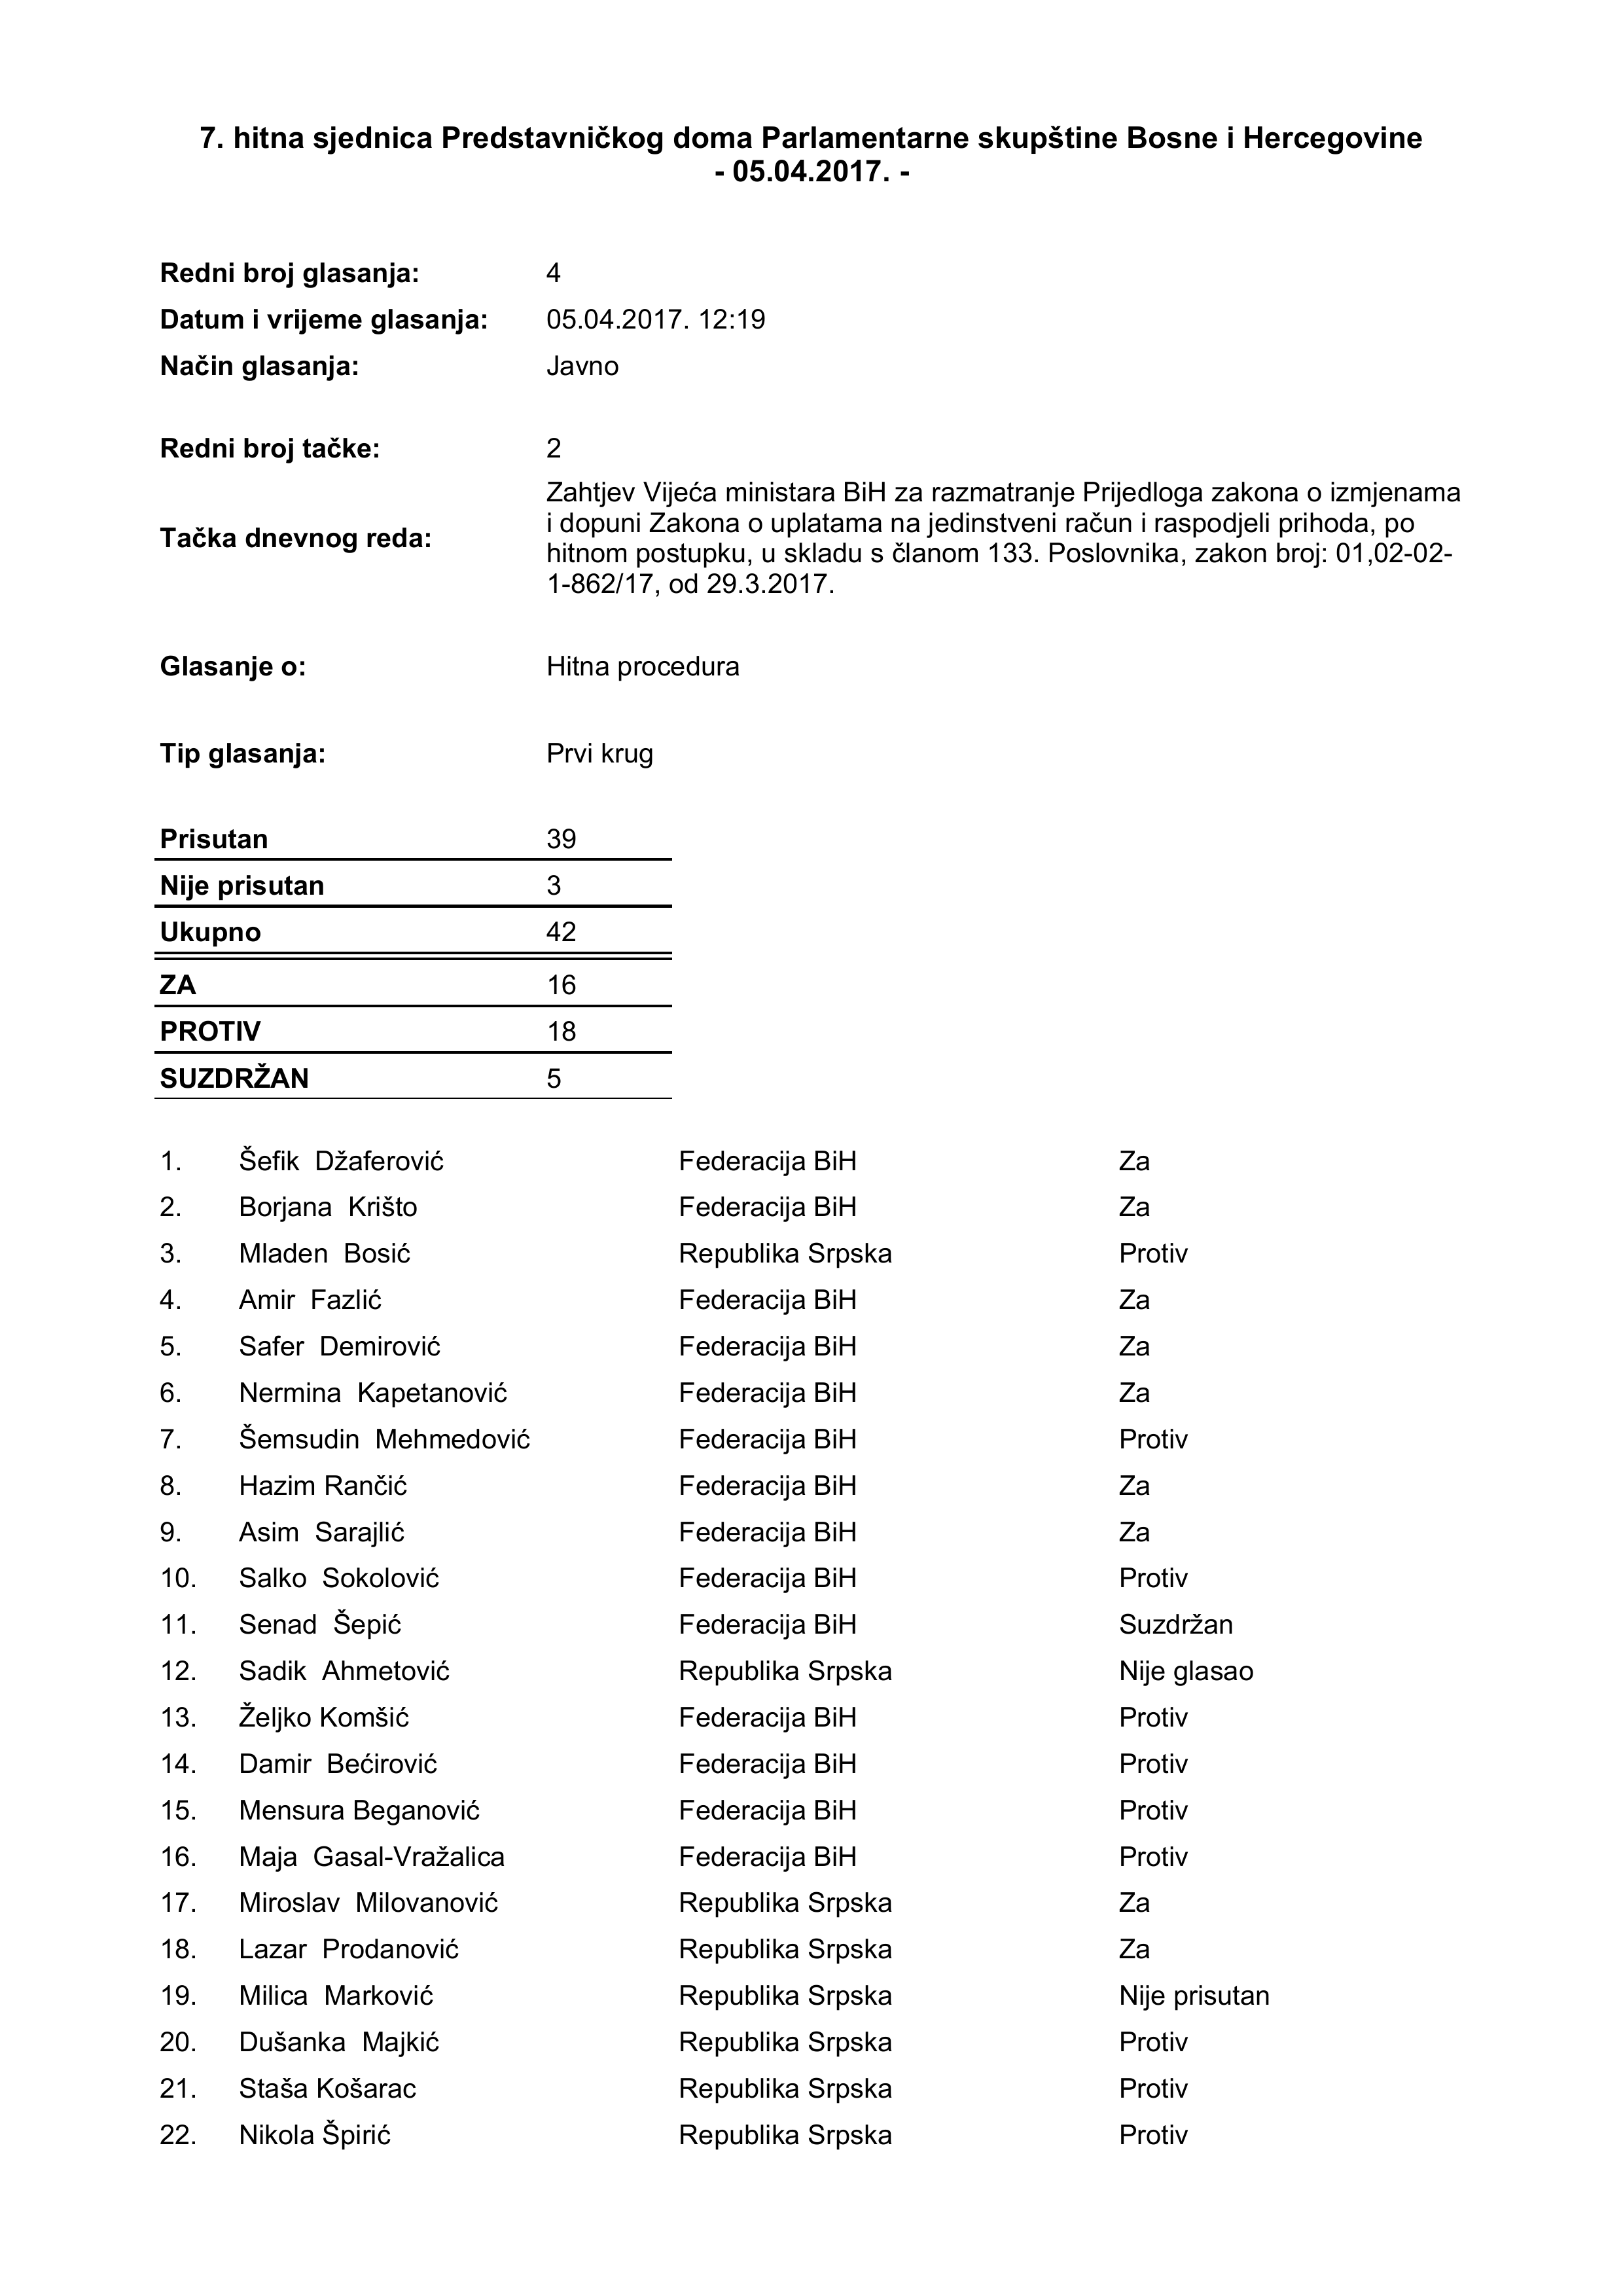 7. hitna sjednica Predstavničkog doma Parlamentarne skupštine Bosne i Hercegovine
- 05.04.2017. -
Redni broj glasanja: 4
Datum i vrijeme glasanja: 05.04.2017. 12:19
Način glasanja: Javno
Redni broj tačke: 2
Tačka dnevnog reda: Zahtjev Vijeća ministara BiH za razmatranje Prijedloga zakona o izmjenama
i dopuni Zakona o uplatama na jedinstveni račun i raspodjeli prihoda, po
hitnom postupku, u skladu s članom 133. Poslovnika, zakon broj: 01,02-02-
1-862/17, od 29.3.2017.
Glasanje o: Hitna procedura
Tip glasanja: Prvi krug
Prisutan 39
Nije prisutan 3
Ukupno 42
ZA 16
PROTIV 18
SUZDRŽAN 5
1. Šefik Džaferović Federacija BiH Za
2. Borjana Krišto Federacija BiH Za
3. Mladen Bosić Republika Srpska Protiv
4. Amir Fazlić Federacija BiH Za
5. Safer Demirović Federacija BiH Za
6. Nermina Kapetanović Federacija BiH Za
7. Šemsudin Mehmedović Federacija BiH Protiv
8. Hazim Rančić Federacija BiH Za
9. Asim Sarajlić Federacija BiH Za
10. Salko Sokolović Federacija BiH Protiv
11. Senad Šepić Federacija BiH Suzdržan
12. Sadik Ahmetović Republika Srpska Nije glasao
13. Željko Komšić Federacija BiH Protiv
14. Damir Bećirović Federacija BiH Protiv
15. Mensura Beganović Federacija BiH Protiv
16. Maja Gasal-Vražalica Federacija BiH Protiv
17. Miroslav Milovanović Republika Srpska Za
18. Lazar Prodanović Republika Srpska Za
19. Milica Marković Republika Srpska Nije prisutan
20. Dušanka Majkić Republika Srpska Protiv
21. Staša Košarac Republika Srpska Protiv
22. Nikola Špirić Republika Srpska Protiv